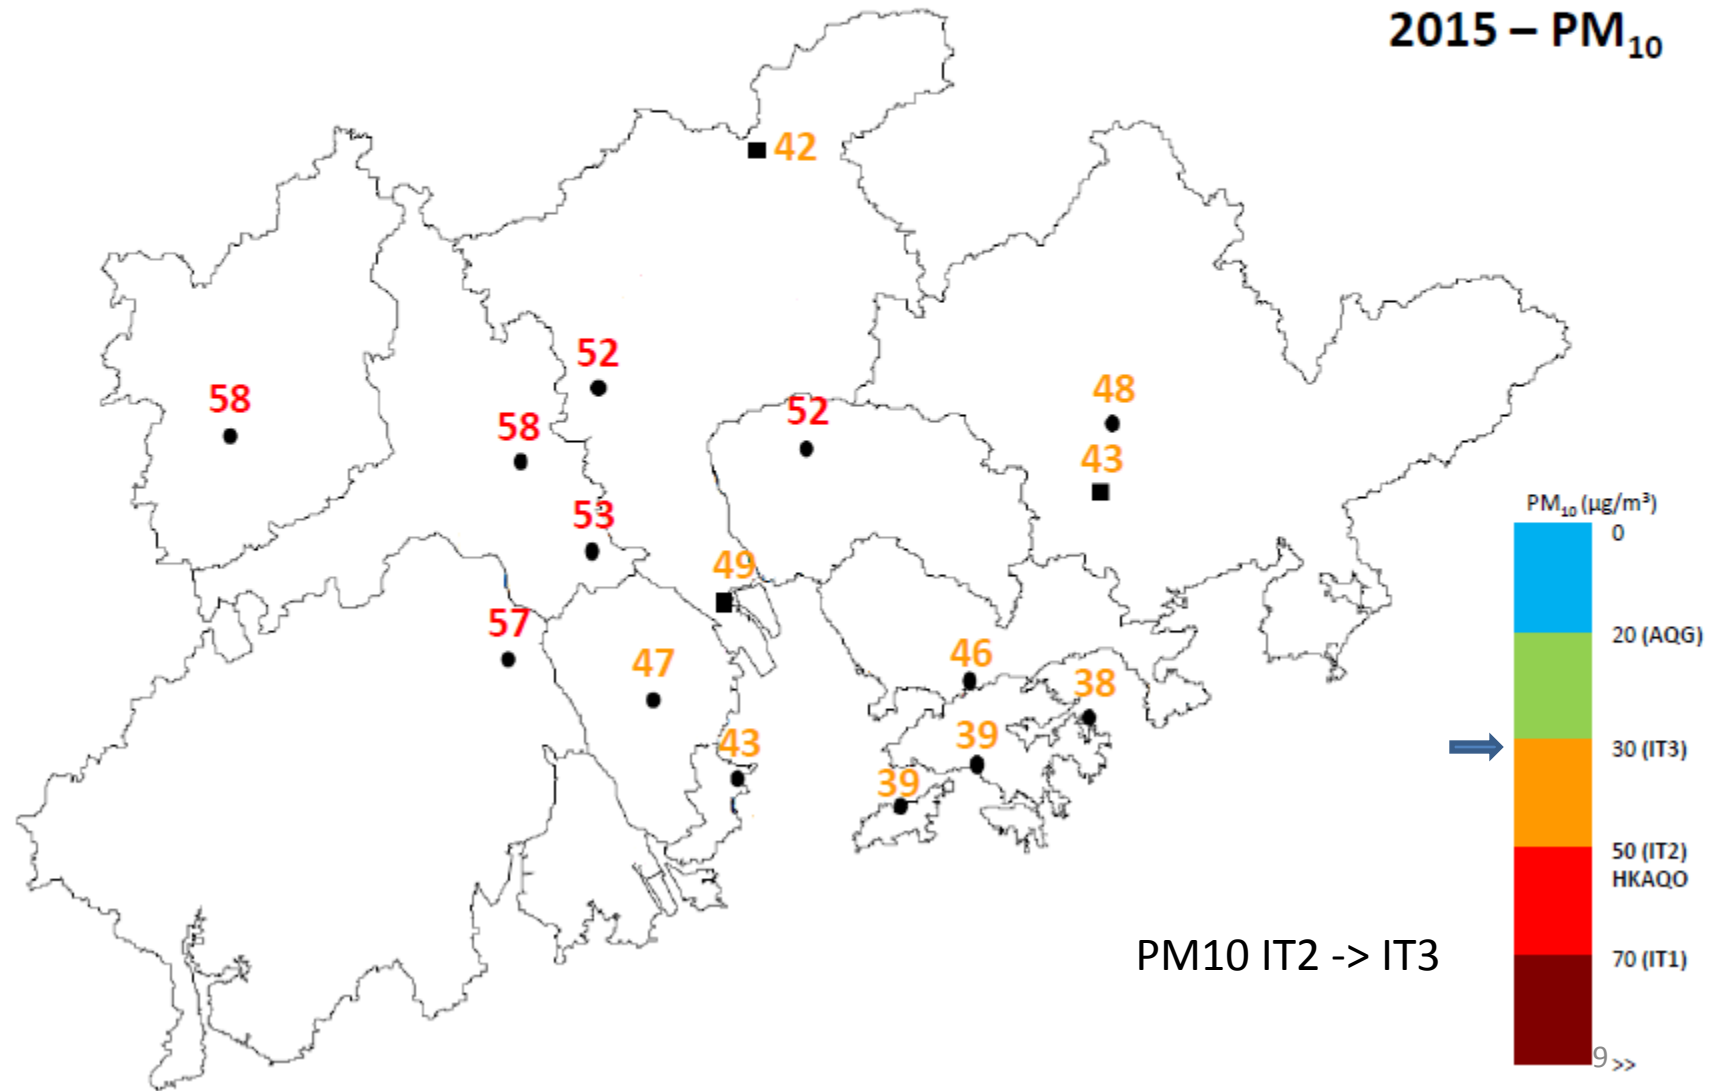 2015 – PM₁₀
42
52
58
58
52
48
43
53
49
57
47
46
38
43
39
39
PM₁₀ (µg/m³)
0
20 (AQG)
30 (IT3)
50 (IT2)
HKAQO
70 (IT1)
>>
PM10 IT2 -> IT3
9